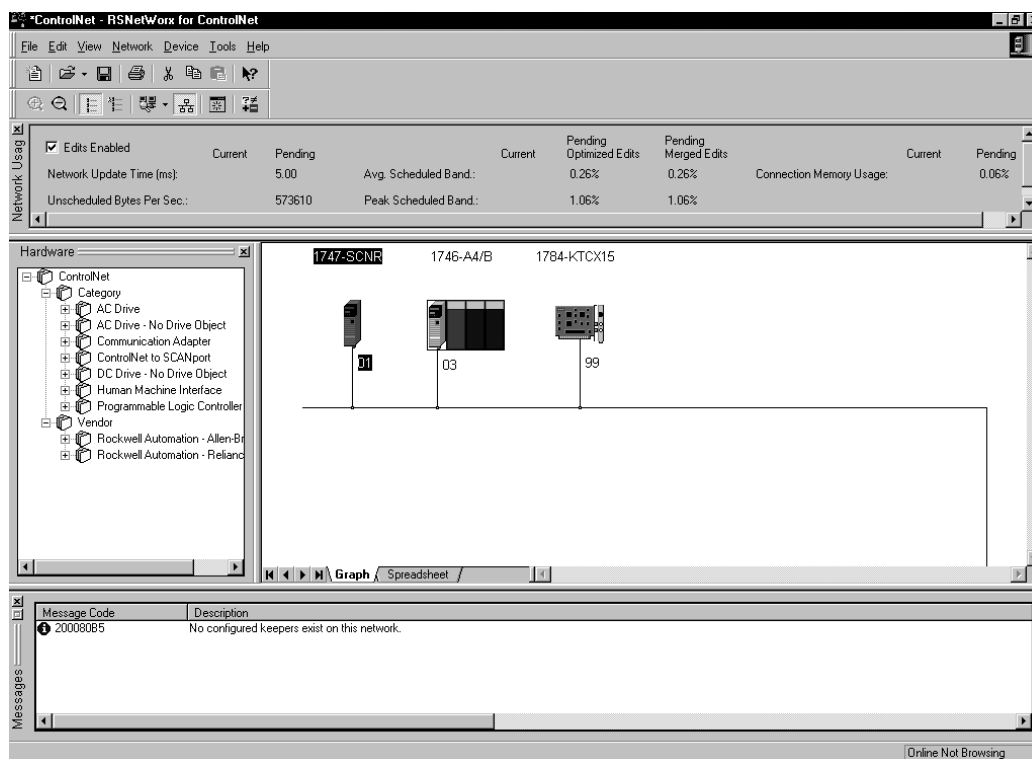 *ControlNet - RSNetWorx for ControlNet
File Edit View Network Device Tools Help
Network Usag
Edits Enabled
Current Pending Current Pending Optimized Edits Pending Merged Edits Current Pending
Network Update Time (ms): 5.00 Avg. Scheduled Band.: 0.26% 0.26% Connection Memory Usage: 0.06%
Unscheduled Bytes Per Sec.: 573610 Peak Scheduled Band.: 1.06% 1.06%
Hardware
ControlNet
Category
AC Drive
AC Drive - No Drive Object
Communication Adapter
ControlNet to SCANport
DC Drive - No Drive Object
Human Machine Interface
Programmable Logic Controller
Vendor
Rockwell Automation - Allen-Br
Rockwell Automation - Relianc
1747-SCNR 1746-A4/B 1784-KTCX15
01 03 99
Graph Spreadsheet
Messages
Message Code Description
200080B5 No configured keepers exist on this network.
Online Not Browsing